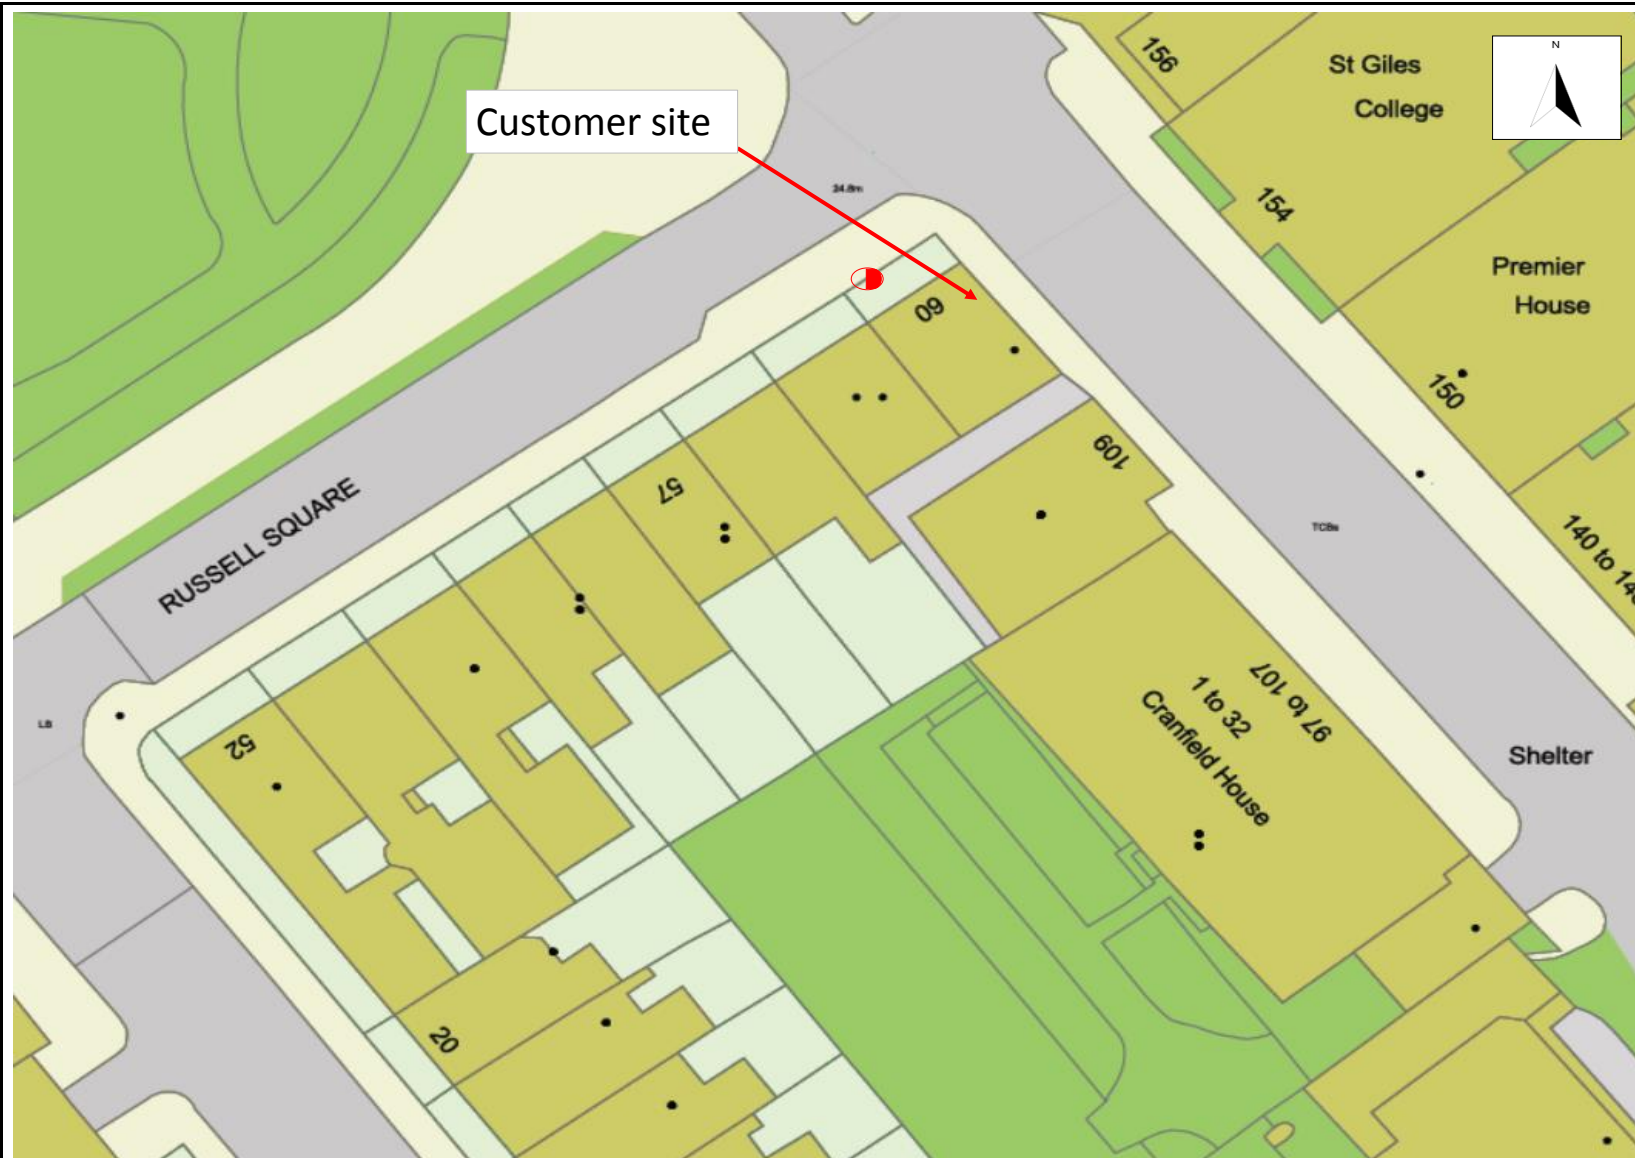 N
156
St Giles
College
Customer site
24.8m
154
Premier
House
60
150
109
57
RUSSELL SQUARE
TCBs
97 to 107
1 to 32
Cranfield House
LB
52
Shelter
20
140 to